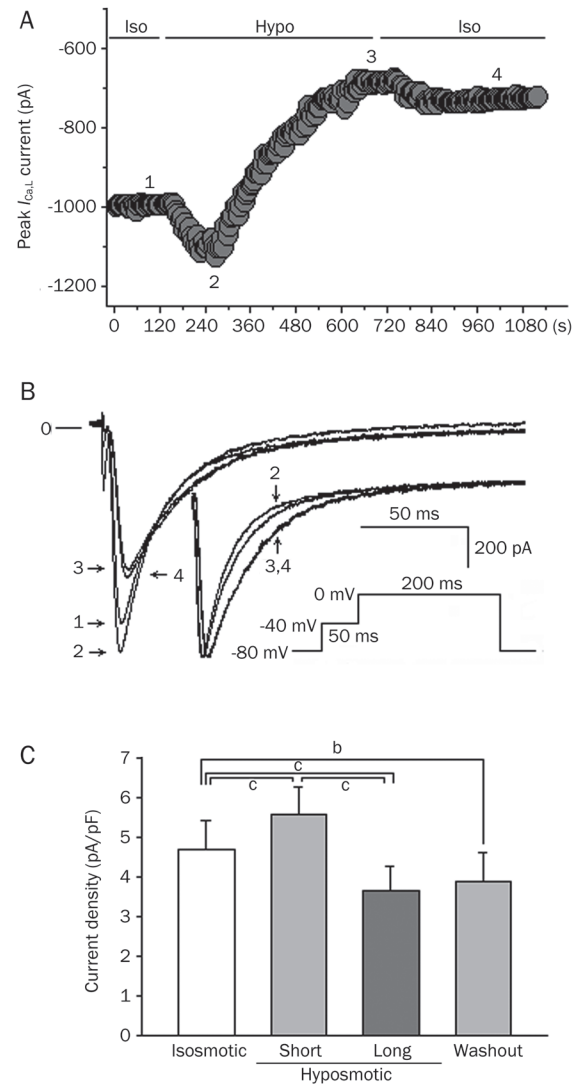 A
Iso
Hypo
Iso
-600
-800
-1000
-1200
Peak I Ca,L current (pA)
1
2
3
4
0 120 240 360 480 600 720 840 960 1080 (s)
B
0
2
50 ms
200 pA
3
4
3,4
0 mV
200 ms
1
-40 mV
50 ms
2
-80 mV
C
b
c
c
c
7
6
5
4
3
2
1
0
Current density (pA/pF)
Isosmotic
Short
Long
Washout
Hyposmotic